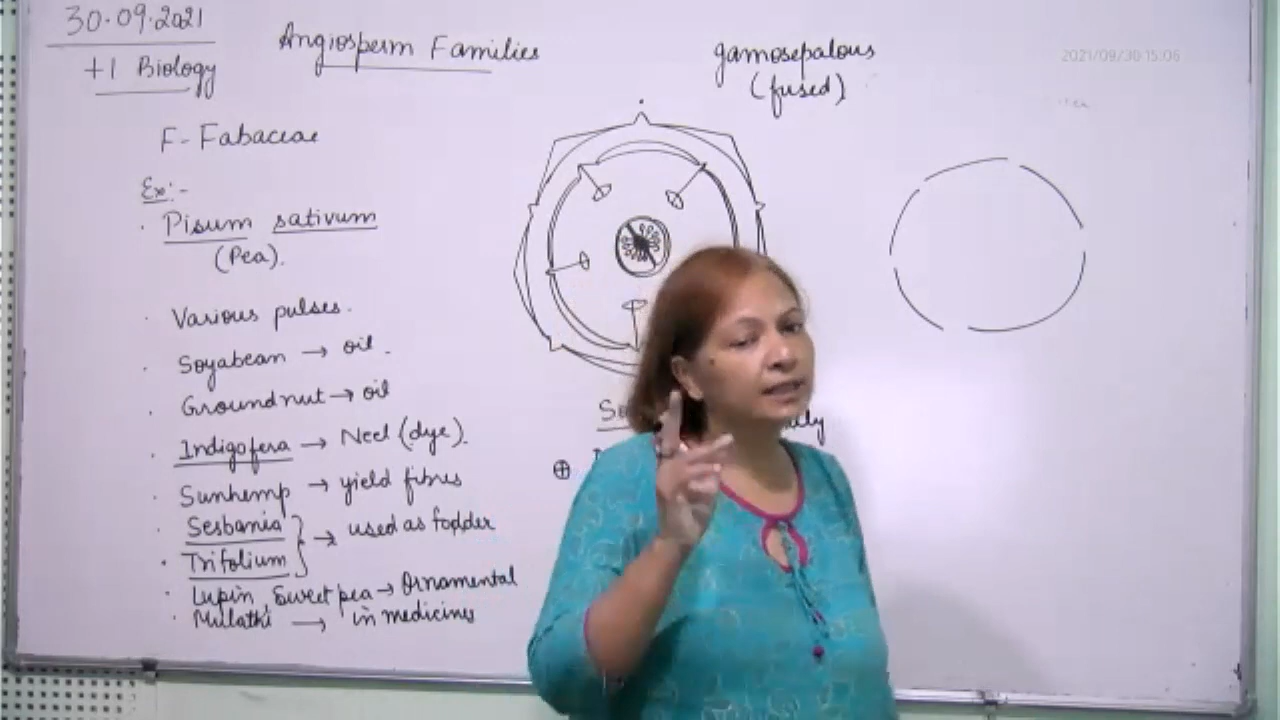 30.09.2021
+1 Biology
Angiosperm Families
gamosepalous
(fused)
2021/09/30 15:06
F- Fabaceae
Ex:-
· Pisum sativum
(Pea).
· Various pulses.
· Soyabean → oil.
· Groundnut → oil
· Indigofera → Neel (dye).
· Sunhemp → yield fibres
· Sesbania
· Trifolium
→ used as fodder
· Lupin, Sweet pea → Ornamental
· Mulathi → in medicines
⊕